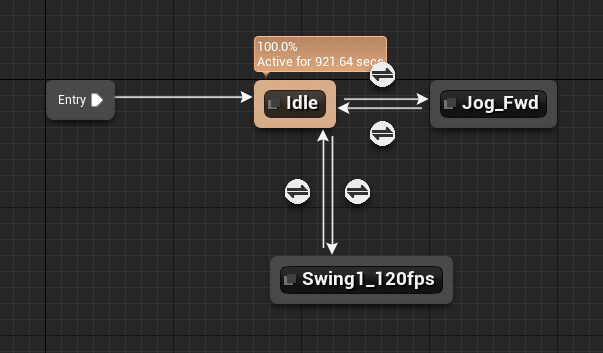 100.0%
Active for 921.64 secs
Entry
Idle
Jog_Fwd
Swing1_120fps